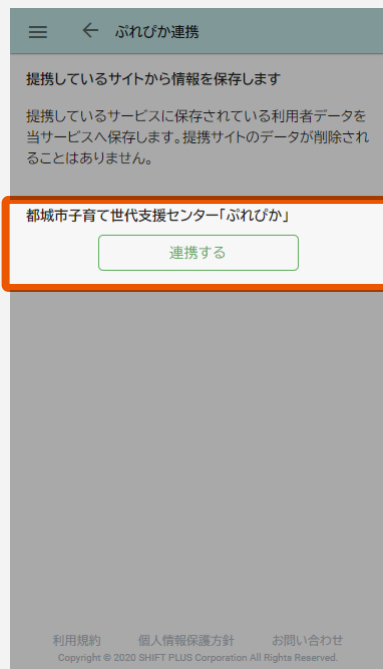 ぷれぴか連携
提携しているサイトから情報を保存します
提携しているサービスに保存されている利用者データを
当サービスへ保存します。提携サイトのデータが削除され
ることはありません。
都城市子育て世代支援センター「ぷれぴか」
連携する
利用規約 個人情報保護方針 お問い合わせ
Copyright © 2020 SHIFT PLUS Corporation All Rights Reserved.